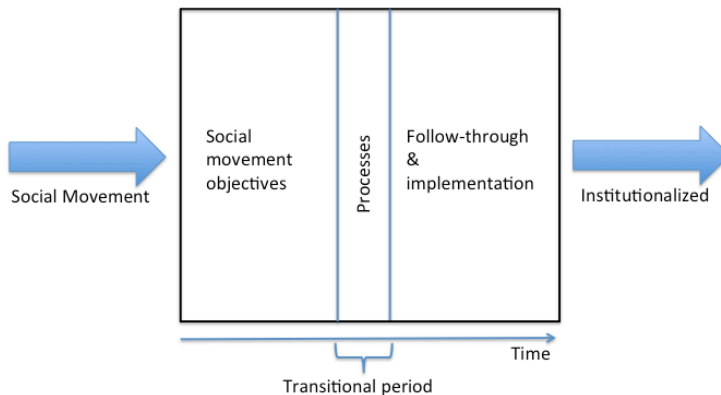 Social Movement
Social
movement
objectives
Processes
Follow-through
&
implementation
Institutionalized
Time
Transitional period